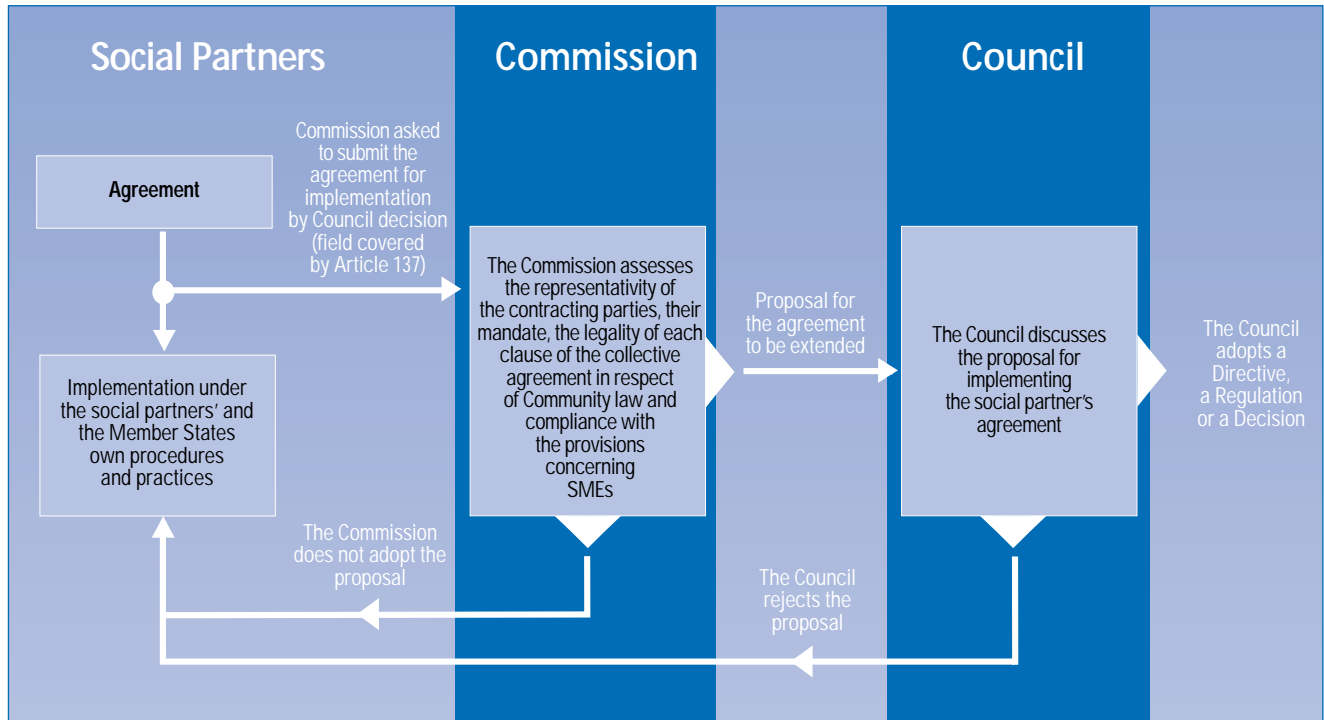 Social Partners
Commission
Council
Agreement
Commission asked
to submit the
agreement for
implementation
by Council decision
(field covered
by Article 137)
Implementation under
the social partners' and
the Member States
own procedures
and practices
The Commission assesses
the representativity of
the contracting parties, their
mandate, the legality of each
clause of the collective
agreement in respect
of Community law and
compliance with
the provisions
concerning
SMEs
Proposal for
the agreement
to be extended
The Council discusses
the proposal for
implementing
the social partner's
agreement
The Council
adopts a
Directive,
a Regulation
or a Decision
The Commission
does not adopt the
proposal
The Council
rejects the
proposal